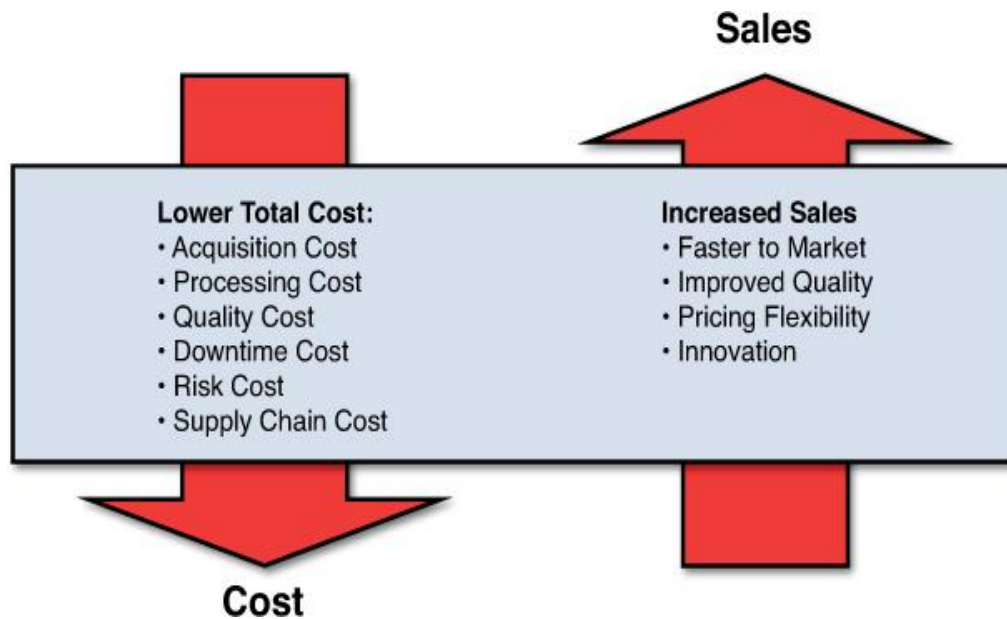 Sales
Lower Total Cost:
• Acquisition Cost
• Processing Cost
• Quality Cost
• Downtime Cost
• Risk Cost
• Supply Chain Cost
Increased Sales
• Faster to Market
• Improved Quality
• Pricing Flexibility
• Innovation
Cost